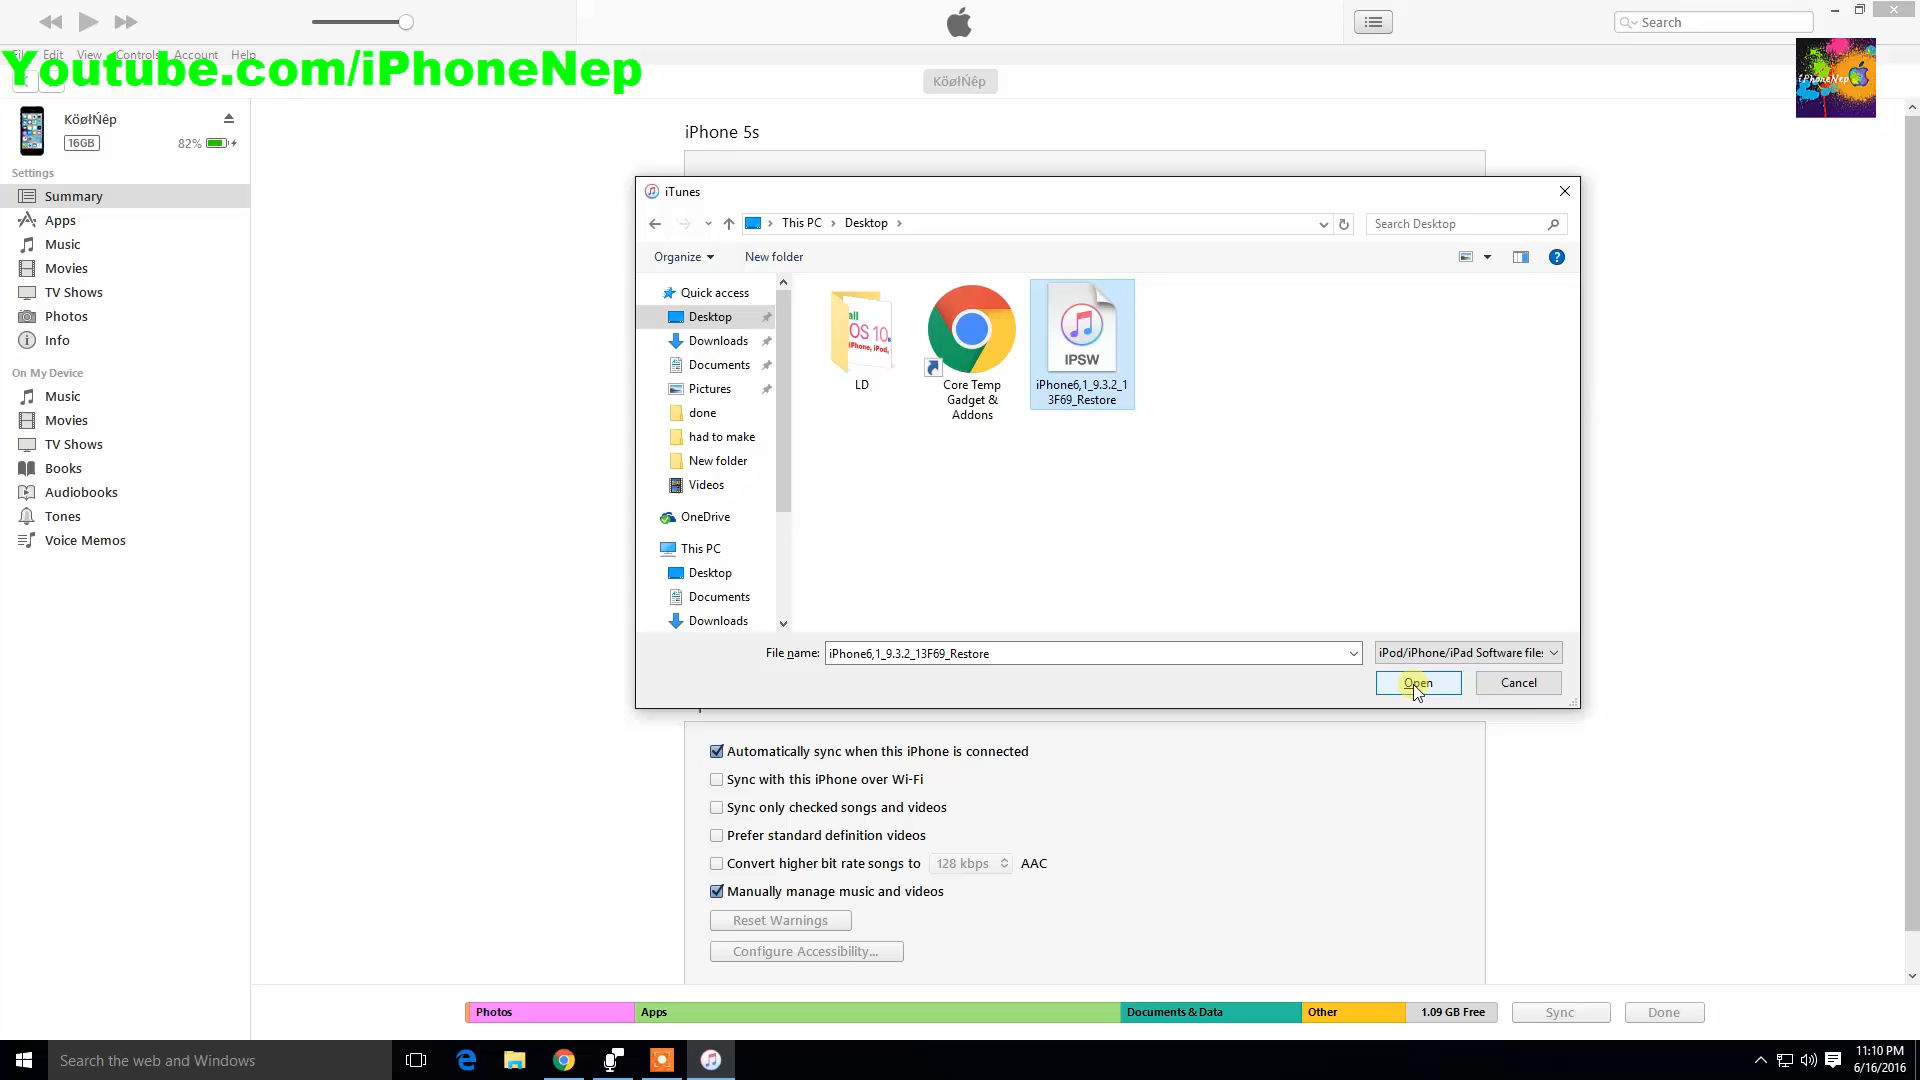 Search
File Edit View Controls Account Help
Youtube.com/iPhoneNep
KöøłŃêp
iPhoneNep
KöøłŃêp
16GB
82%
Settings
Summary
Apps
Music
Movies
TV Shows
Photos
Info
On My Device
Music
Movies
TV Shows
Books
Audiobooks
Tones
Voice Memos
iPhone 5s
iTunes
This PC
Desktop
Search Desktop
Organize
New folder
Quick access
Desktop
Downloads
Documents
Pictures
done
had to make
New folder
Videos
OneDrive
This PC
Desktop
Documents
Downloads
LD
Core Temp
Gadget &
Addons
IPSW
iPhone6,1_9.3.2_1
3F69_Restore
File name:
iPhone6,1_9.3.2_13F69_Restore
iPod/iPhone/iPad Software files
Open
Cancel
Automatically sync when this iPhone is connected
Sync with this iPhone over Wi-Fi
Sync only checked songs and videos
Prefer standard definition videos
Convert higher bit rate songs to 128 kbps AAC
Manually manage music and videos
Reset Warnings
Configure Accessibility...
Photos
Apps
Documents & Data
Other
1.09 GB Free
Sync
Done
Search the web and Windows
11:10 PM
6/16/2016